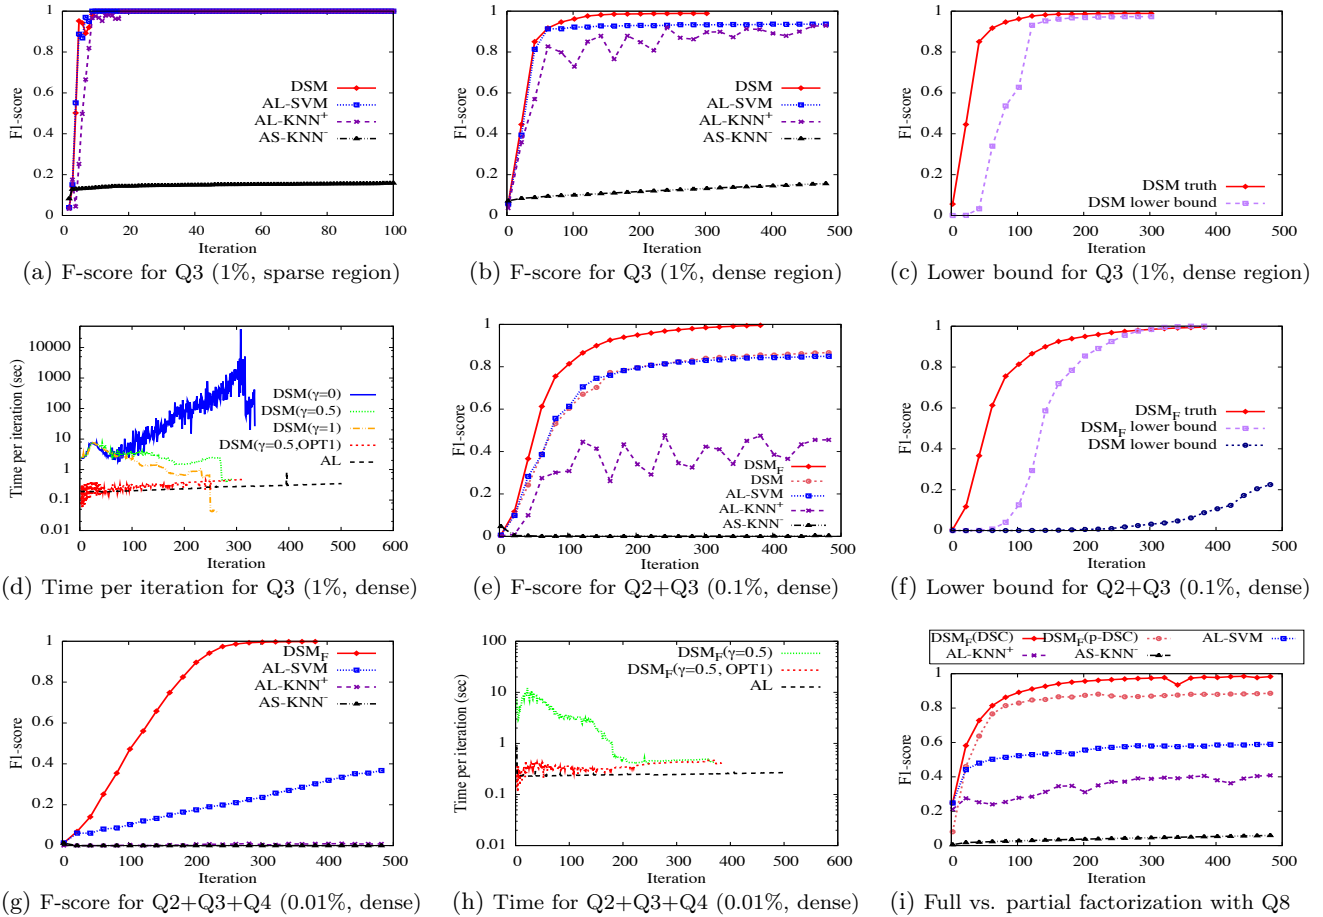 1
0.8
0.6
0.4
0.2
0
F1-score
0 20 40 60 80 100
Iteration
DSM
AL-SVM
AL-KNN+
AS-KNN-
(a) F-score for Q3 (1%, sparse region)
1
0.8
0.6
0.4
0.2
0
F1-score
0 100 200 300 400 500
Iteration
DSM
AL-SVM
AL-KNN+
AS-KNN-
(b) F-score for Q3 (1%, dense region)
1
0.8
0.6
0.4
0.2
0
F1-score
0 100 200 300 400 500
Iteration
DSM truth
DSM lower bound
(c) Lower bound for Q3 (1%, dense region)
10000
1000
100
10
1
0.1
0.01
Time per iteration (sec)
0 100 200 300 400 500 600
Iteration
DSM(γ=0)
DSM(γ=0.5)
DSM(γ=1)
DSM(γ=0.5,OPT1)
AL
(d) Time per iteration for Q3 (1%, dense)
1
0.8
0.6
0.4
0.2
0
F1-score
0 100 200 300 400 500
Iteration
DSM_F
DSM
AL-SVM
AL-KNN+
AS-KNN-
(e) F-score for Q2+Q3 (0.1%, dense)
1
0.8
0.6
0.4
0.2
0
F1-score
0 100 200 300 400 500
Iteration
DSM_F truth
DSM_F lower bound
DSM lower bound
(f) Lower bound for Q2+Q3 (0.1%, dense)
1
0.8
0.6
0.4
0.2
0
F1-score
0 100 200 300 400 500
Iteration
DSM_F
AL-SVM
AL-KNN+
AS-KNN-
(g) F-score for Q2+Q3+Q4 (0.01%, dense)
100
10
1
0.1
0.01
Time per iteration (sec)
0 100 200 300 400 500 600
Iteration
DSM_F(γ=0.5)
DSM_F(γ=0.5, OPT1)
AL
(h) Time for Q2+Q3+Q4 (0.01%, dense)
DSM_F(DSC) DSM_F(p-DSC) AL-SVM
AL-KNN+ AS-KNN-
1
0.8
0.6
0.4
0.2
0
F1-score
0 100 200 300 400 500
Iteration
(i) Full vs. partial factorization with Q8